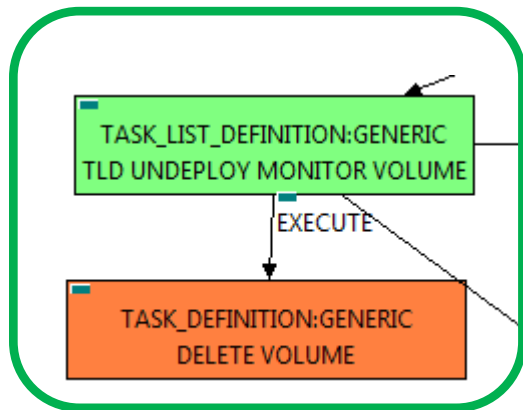 TASK_LIST_DEFINITION:GENERIC
TLD UNDEPLOY MONITOR VOLUME
EXECUTE
TASK_DEFINITION:GENERIC
DELETE VOLUME